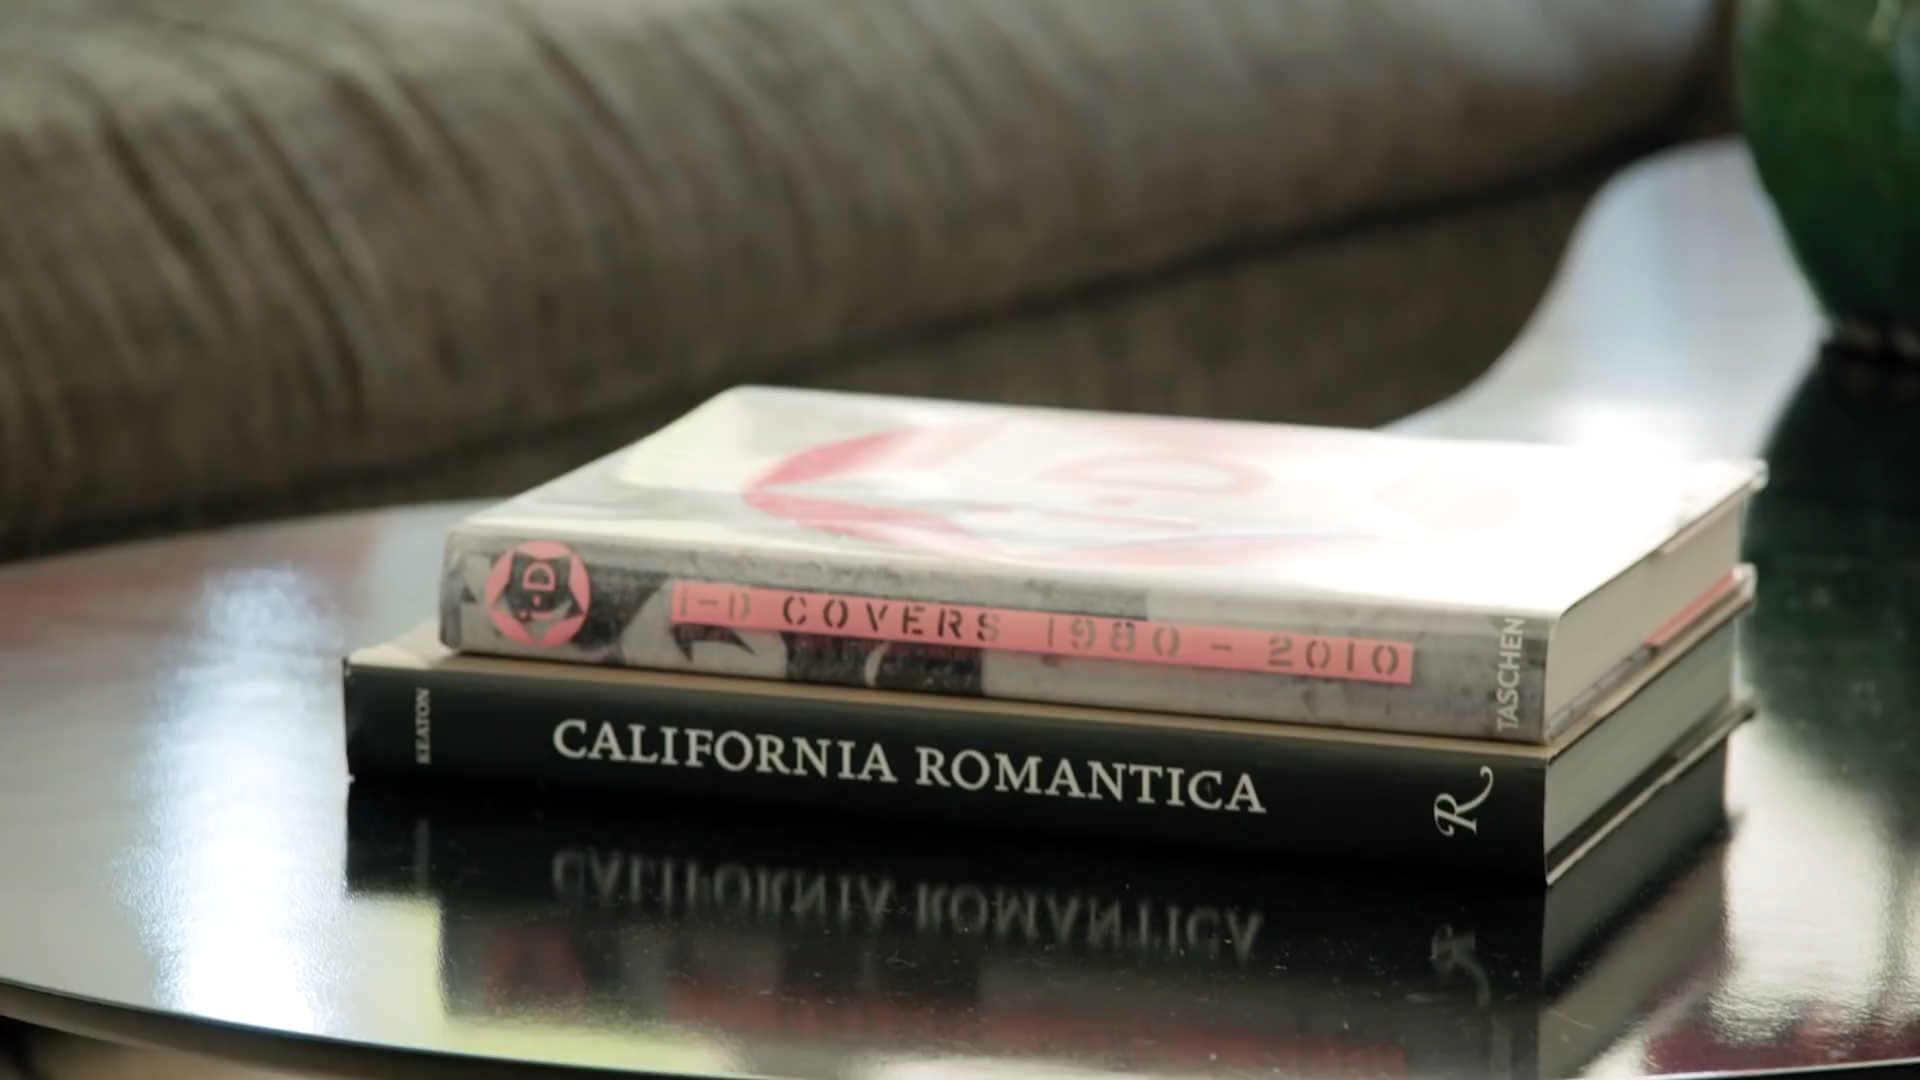 i-D
i-D
I-D COVERS 1980 - 2010
TASCHEN
KEATON
CALIFORNIA ROMANTICA
R